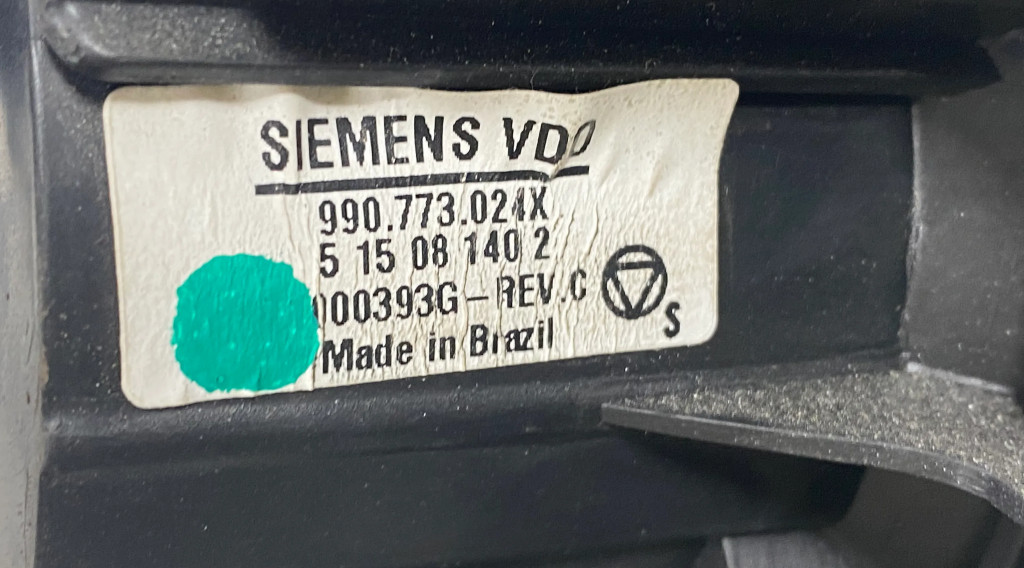 SIEMENS VDO
990.773.024X
5 15 08 140 2
000393G - REV.C
Made in Brazil
S